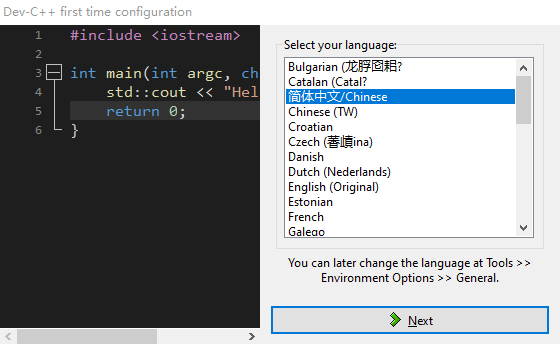 Dev-C++ first time configuration
1 #include <iostream>
2
3 int main(int argc, ch
4 std::cout << "Hel
5 return 0;
6 }
Select your language:
Bulgarian (龙脬囵耜?
Catalan (Catal?
简体中文/Chinese
Chinese (TW)
Croatian
Czech (萫巆ina)
Danish
Dutch (Nederlands)
English (Original)
Estonian
French
Galego
You can later change the language at Tools >>
Environment Options >> General.
Next